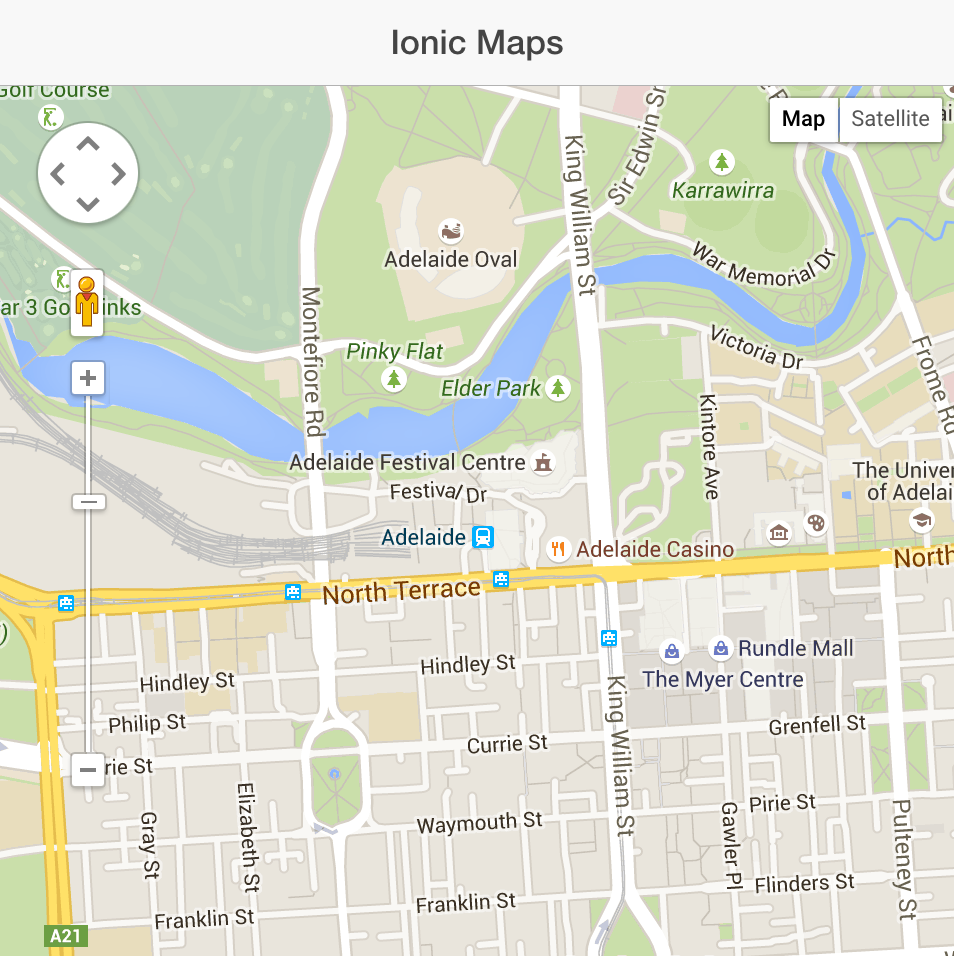 Ionic Maps
Golf Course
Map
Satellite
Sir Edwin St
King William St
Karrawirra
Adelaide Oval
War Memorial Dr
ar 3 Go
inks
Montefiore Rd
Pinky Flat
Victoria Dr
Frome Rd
Elder Park
Kintore Ave
Adelaide Festival Centre
The Univer
of Adelai
Festival Dr
Adelaide
Adelaide Casino
North
North Terrace
Rundle Mall
Hindley St
Hindley St
The Myer Centre
King William St
Philip St
Grenfell St
Currie St
rie St
Elizabeth St
Gray St
Waymouth St
Pirie St
Gawler Pl
Pulteney St
Flinders St
Franklin St
Franklin St
A21